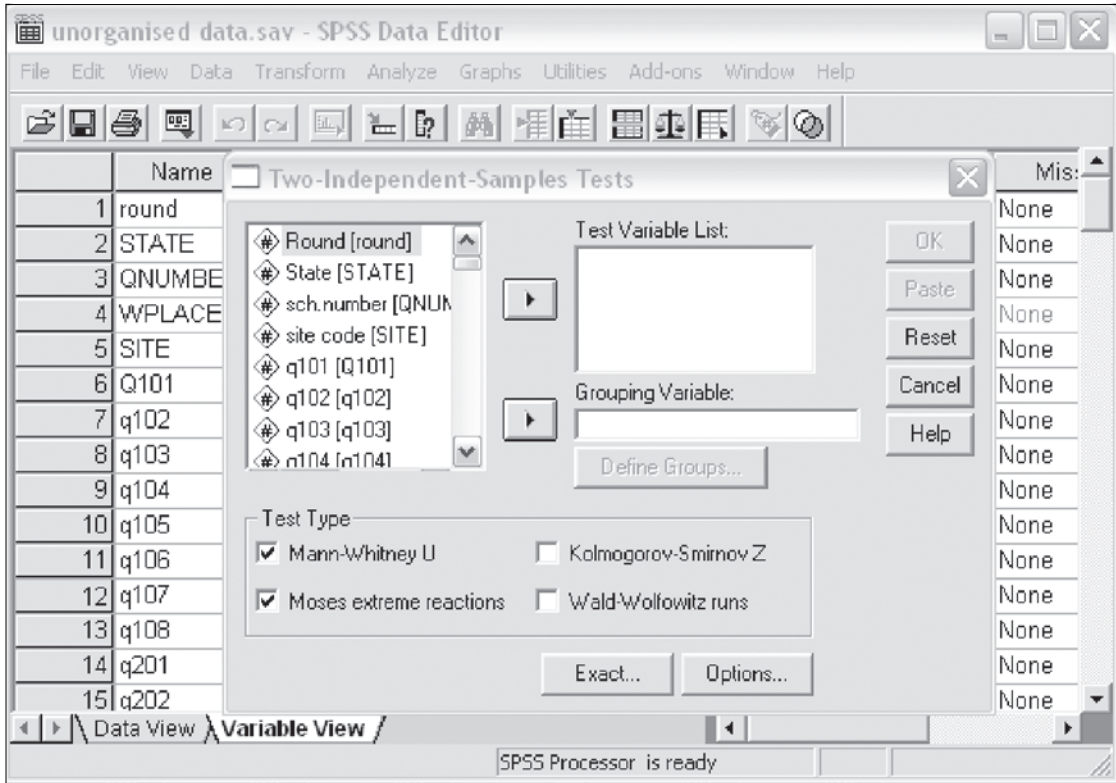 unorganised data.sav - SPSS Data Editor
File Edit View Data Transform Analyze Graphs Utilities Add-ons Window Help
Name
Two-Independent-Samples Tests
1 round None
2 STATE None
3 QNUMBE None
4 WPLACE None
5 SITE None
6 Q101 None
7 q102 None
8 q103 None
9 q104 None
10 q105 None
11 q106 None
12 q107 None
13 q108 None
14 q201 None
15 q202 None
Round [round]
State [STATE]
sch.number [QNUM
site code [SITE]
q101 [Q101]
q102 [q102]
q103 [q103]
q104 [q104]
Test Variable List:
Grouping Variable:
Define Groups...
OK
Paste
Reset
Cancel
Help
Test Type
Mann-Whitney U
Kolmogorov-Smirnov Z
Moses extreme reactions
Wald-Wolfowitz runs
Exact...
Options...
Data View
Variable View
SPSS Processor is ready